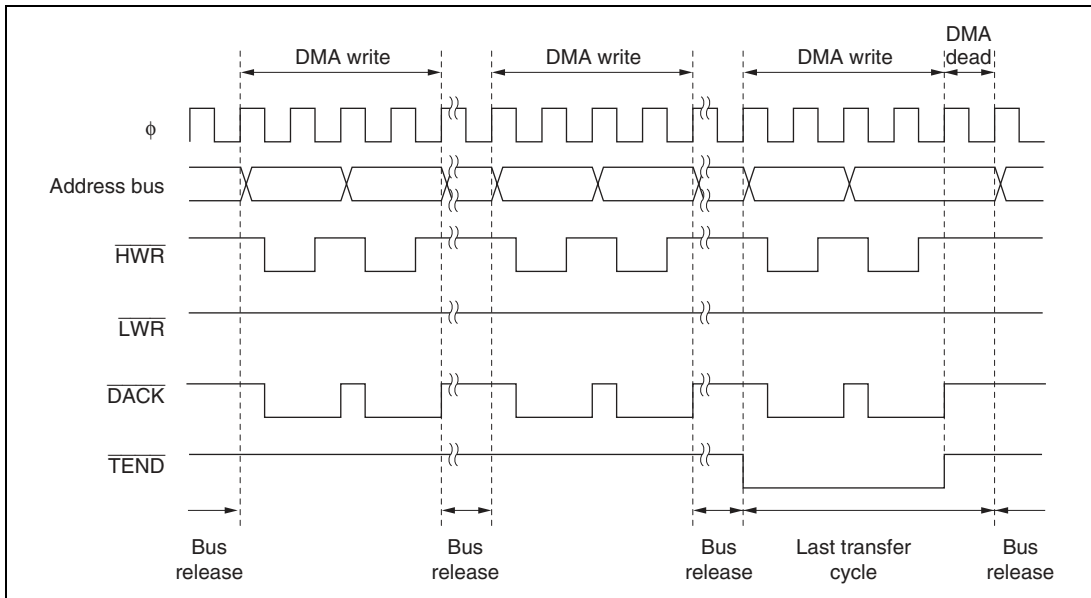 DMA write
DMA write
DMA write
DMA
dead
ϕ
Address bus
HWR
LWR
DACK
TEND
Bus
release
Bus
release
Bus
release
Last transfer
cycle
Bus
release